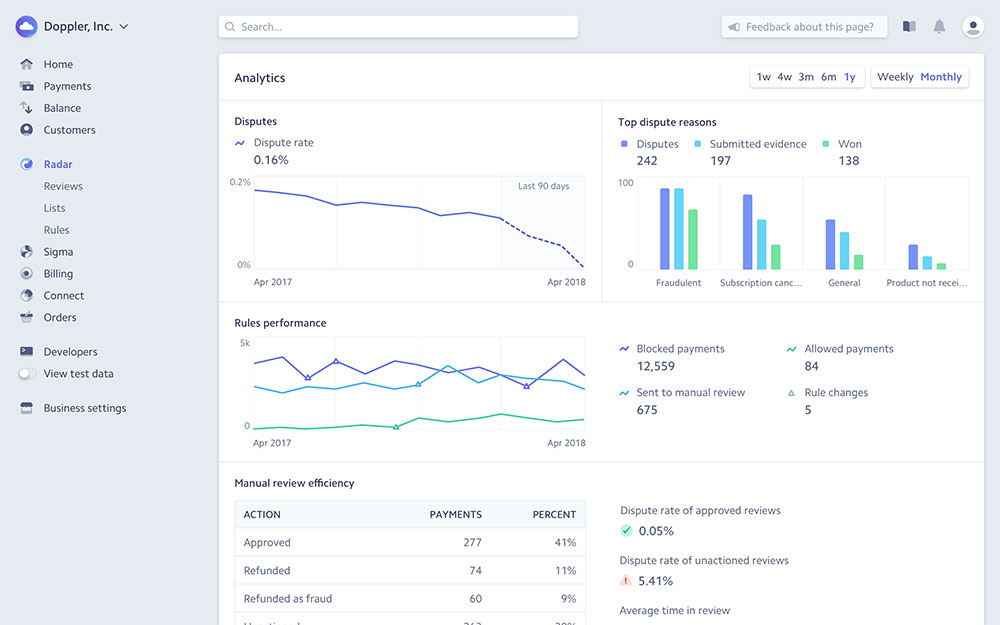 Doppler, Inc.
Search...
Feedback about this page?
Home
Payments
Balance
Customers
Radar
Reviews
Lists
Rules
Sigma
Billing
Connect
Orders
Developers
View test data
Business settings
Analytics
1w 4w 3m 6m 1y
Weekly Monthly
Disputes
Dispute rate
0.16%
0.2%
Last 90 days
0%
Apr 2017 Apr 2018
Top dispute reasons
Disputes Submitted evidence Won
242 197 138
100
0
Fraudulent Subscription canc... General Product not recei...
Rules performance
5k
0
Apr 2017 Apr 2018
Blocked payments Allowed payments
12,559 84
Sent to manual review Rule changes
675 5
Manual review efficiency
ACTION PAYMENTS PERCENT
Approved 277 41%
Refunded 74 11%
Refunded as fraud 60 9%
Dispute rate of approved reviews
0.05%
Dispute rate of unactioned reviews
5.41%
Average time in review